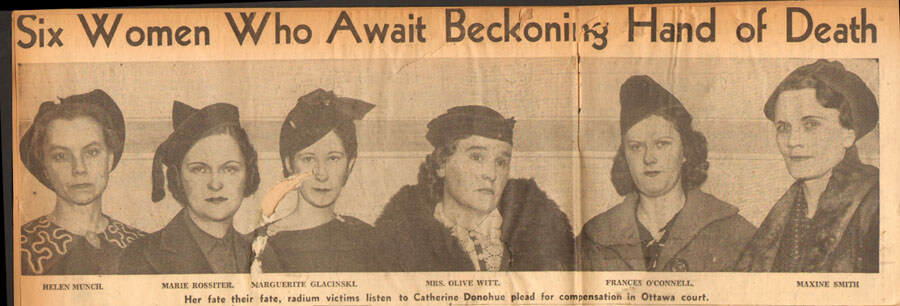 Six Women Who Await Beckoning Hand of Death
HELEN MUNCH. MARIE ROSSITER. MARGUERITE GLACINSKI. MRS. OLIVE WITT. FRANCES O'CONNELL. MAXINE SMITH
Her fate their fate, radium victims listen to Catherine Donohue plead for compensation in Ottawa court.